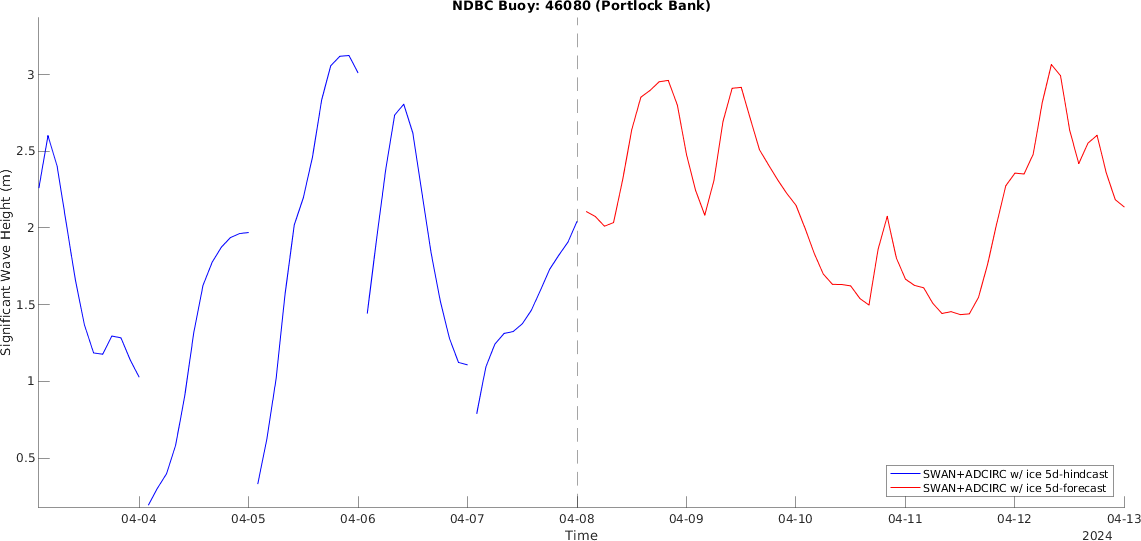 NDBC Buoy: 46080 (Portlock Bank)
Significant Wave Height (m)
3
2.5
2
1.5
1
0.5
SWAN+ADCIRC w/ ice 5d-hindcast
SWAN+ADCIRC w/ ice 5d-forecast
04-04 04-05 04-06 04-07 04-08 04-09 04-10 04-11 04-12 04-13
Time
2024